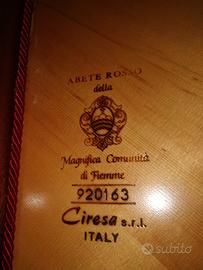 ABETE ROSSO
della
Magnifica Comunità
di Fiemme
920163
Ciresa s.r.l.
ITALY
subito